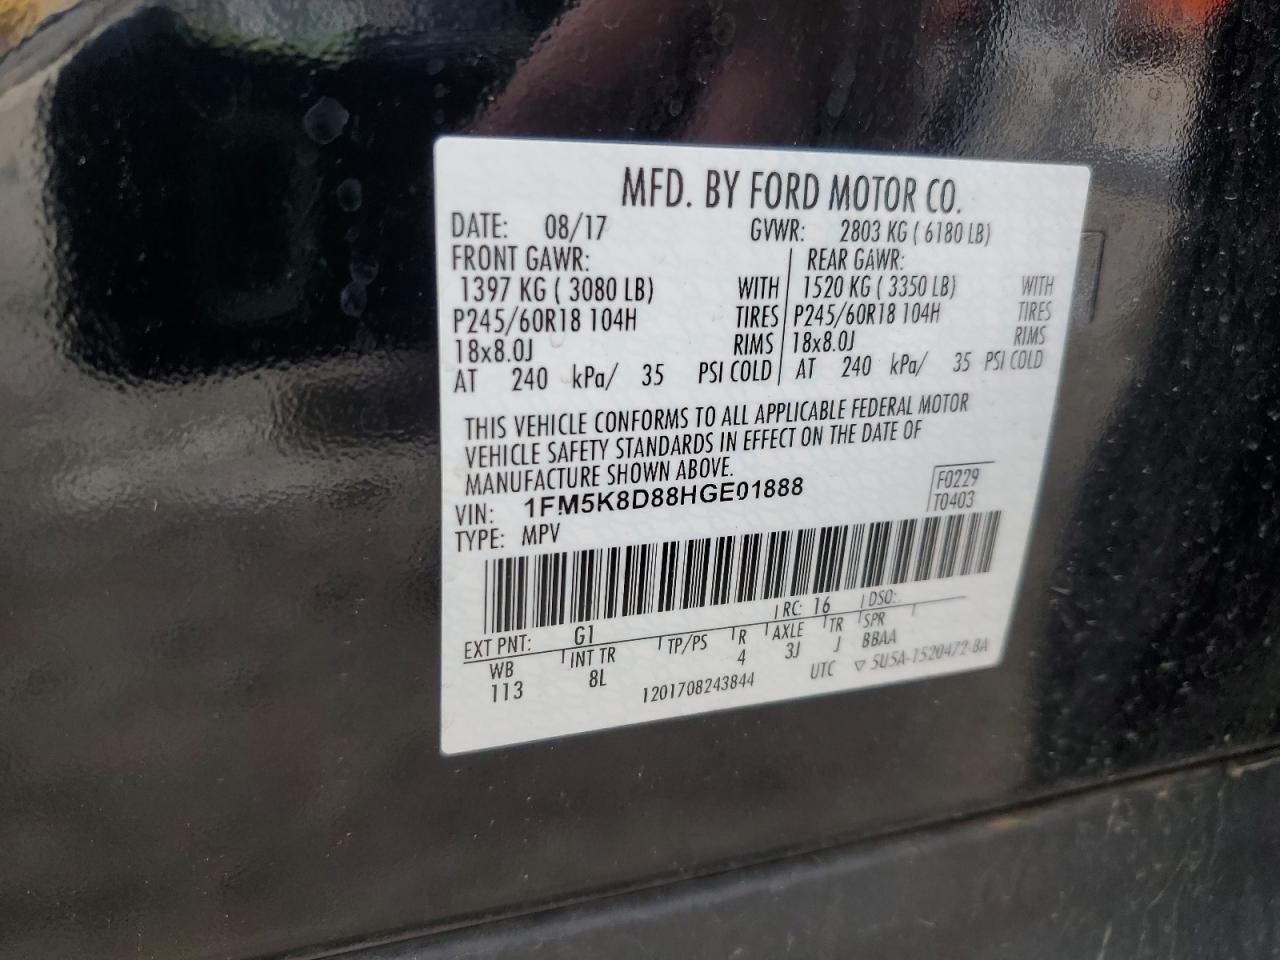 MFD. BY FORD MOTOR CO.
DATE: 08/17 GVWR: 2803 KG ( 6180 LB)
FRONT GAWR: REAR GAWR:
1397 KG ( 3080 LB) WITH 1520 KG ( 3350 LB) WITH
P245/60R18 104H TIRES P245/60R18 104H TIRES
18x8.0J RIMS 18x8.0J RIMS
AT 240 kPa/ 35 PSI COLD AT 240 kPa/ 35 PSI COLD
THIS VEHICLE CONFORMS TO ALL APPLICABLE FEDERAL MOTOR
VEHICLE SAFETY STANDARDS IN EFFECT ON THE DATE OF
MANUFACTURE SHOWN ABOVE.
VIN: 1FM5K8D88HGE01888 F0229
TYPE: MPV T0403
EXT PNT: G1 RC: 16 DSO:
WB INT TR TP/PS R AXLE TR SPR
113 8L 4 3J J BBAA
1201708243844 UTC ▽ 5U5A-1520472-BA